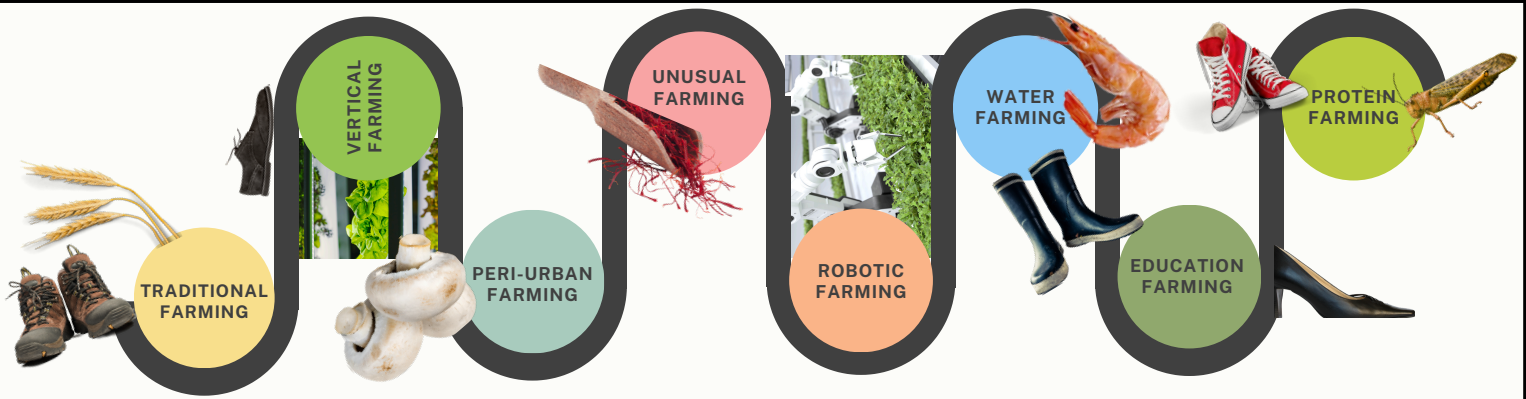 TRADITIONAL
FARMING
VERTICAL
FARMING
PERI-URBAN
FARMING
UNUSUAL
FARMING
ROBOTIC
FARMING
WATER
FARMING
EDUCATION
FARMING
PROTEIN
FARMING